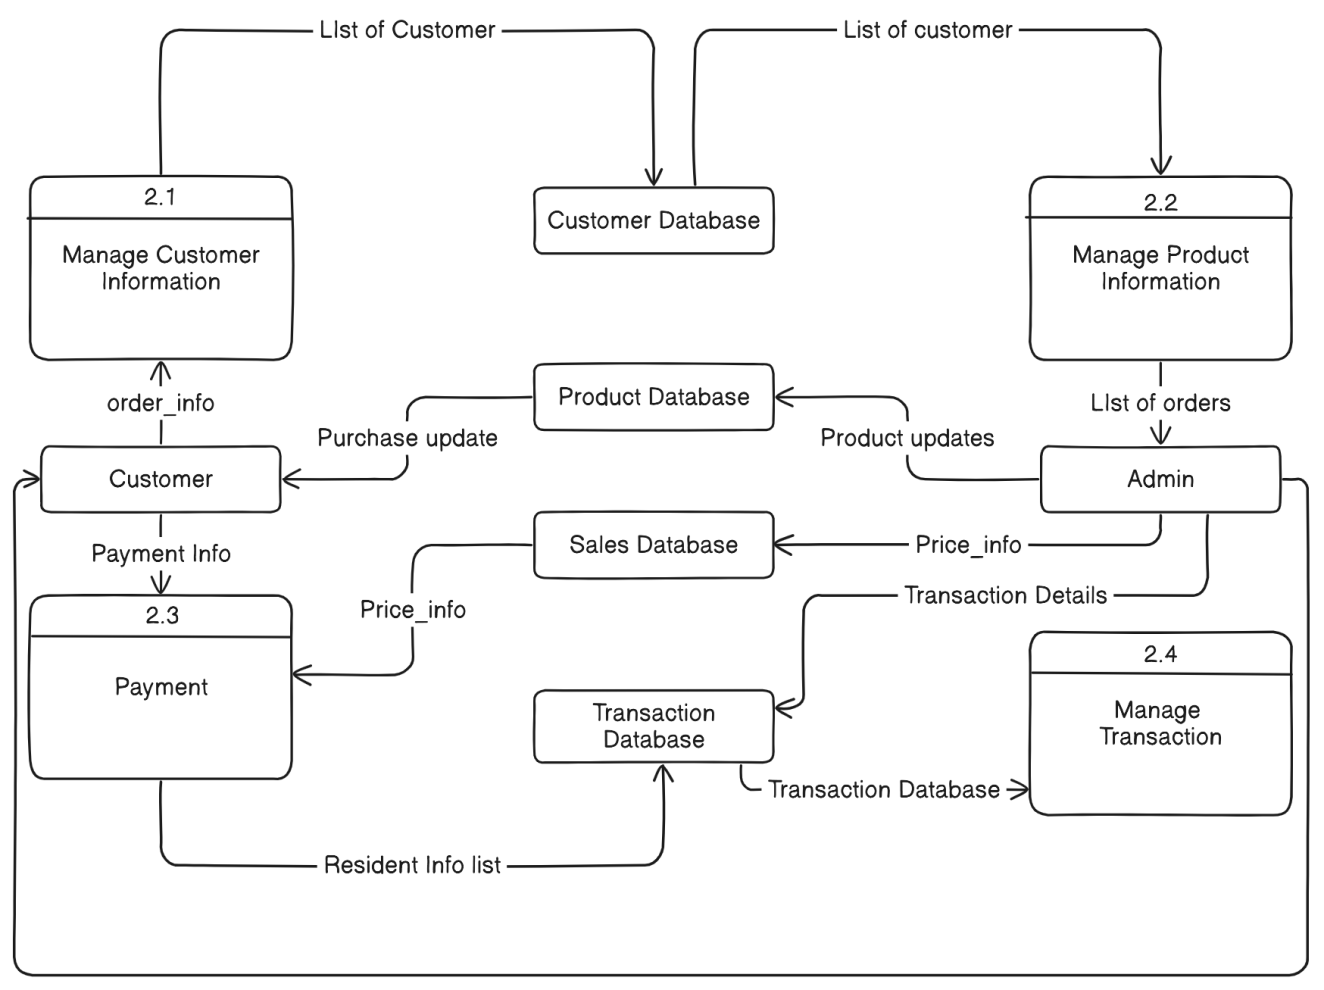 LIst of Customer
List of customer
2.1
Manage Customer
Information
Customer Database
2.2
Manage Product
Information
order_info
Product Database
LIst of orders
Purchase update
Product updates
Customer
Admin
Payment Info
Sales Database
Price_info
Transaction Details
2.3
Payment
Price_info
2.4
Manage
Transaction
Transaction
Database
Transaction Database
Resident Info list